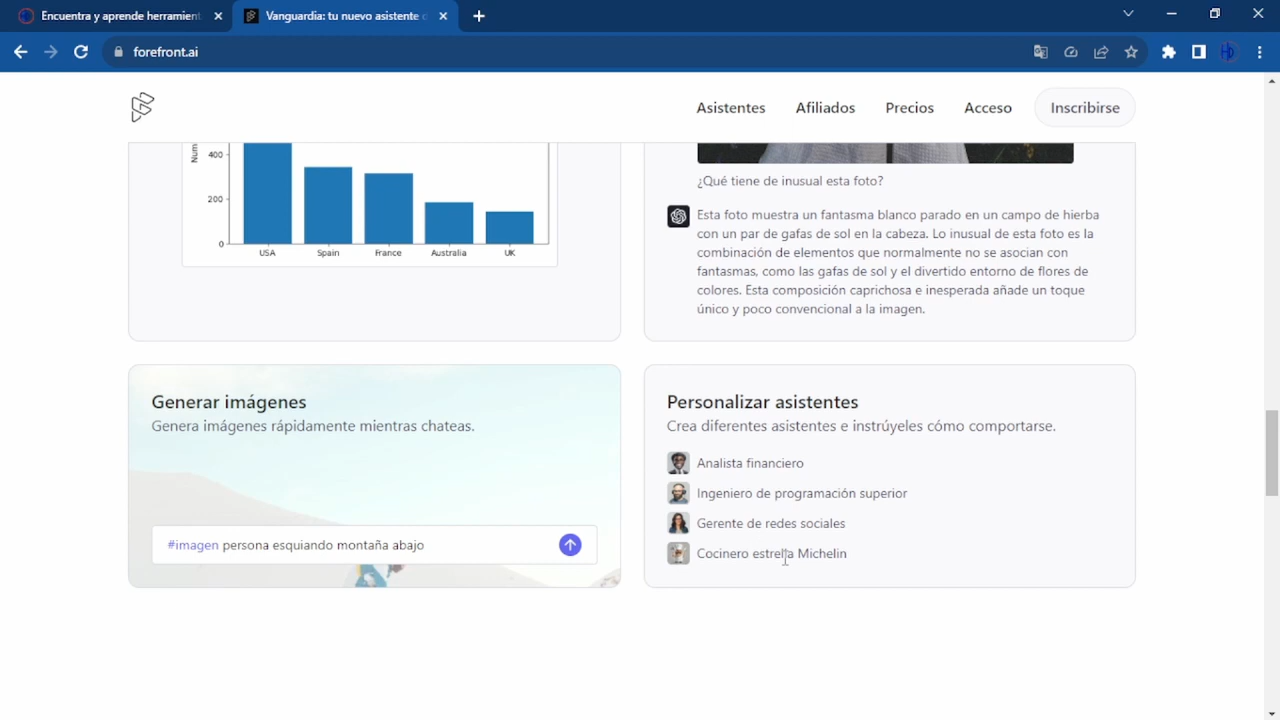 Encuentra y aprende herramient
Vanguardia: tu nuevo asistente
forefront.ai
Asistentes
Afiliados
Precios
Acceso
Inscribirse
400
200
0
Num
USA
Spain
France
Australia
UK
¿Qué tiene de inusual esta foto?
Esta foto muestra un fantasma blanco parado en un campo de hierba
con un par de gafas de sol en la cabeza. Lo inusual de esta foto es la
combinación de elementos que normalmente no se asocian con
fantasmas, como las gafas de sol y el divertido entorno de flores de
colores. Esta composición caprichosa e inesperada añade un toque
único y poco convencional a la imagen.
Generar imágenes
Genera imágenes rápidamente mientras chateas.
#imagen persona esquiando montaña abajo
Personalizar asistentes
Crea diferentes asistentes e instrúyeles cómo comportarse.
Analista financiero
Ingeniero de programación superior
Gerente de redes sociales
Cocinero estrella Michelin